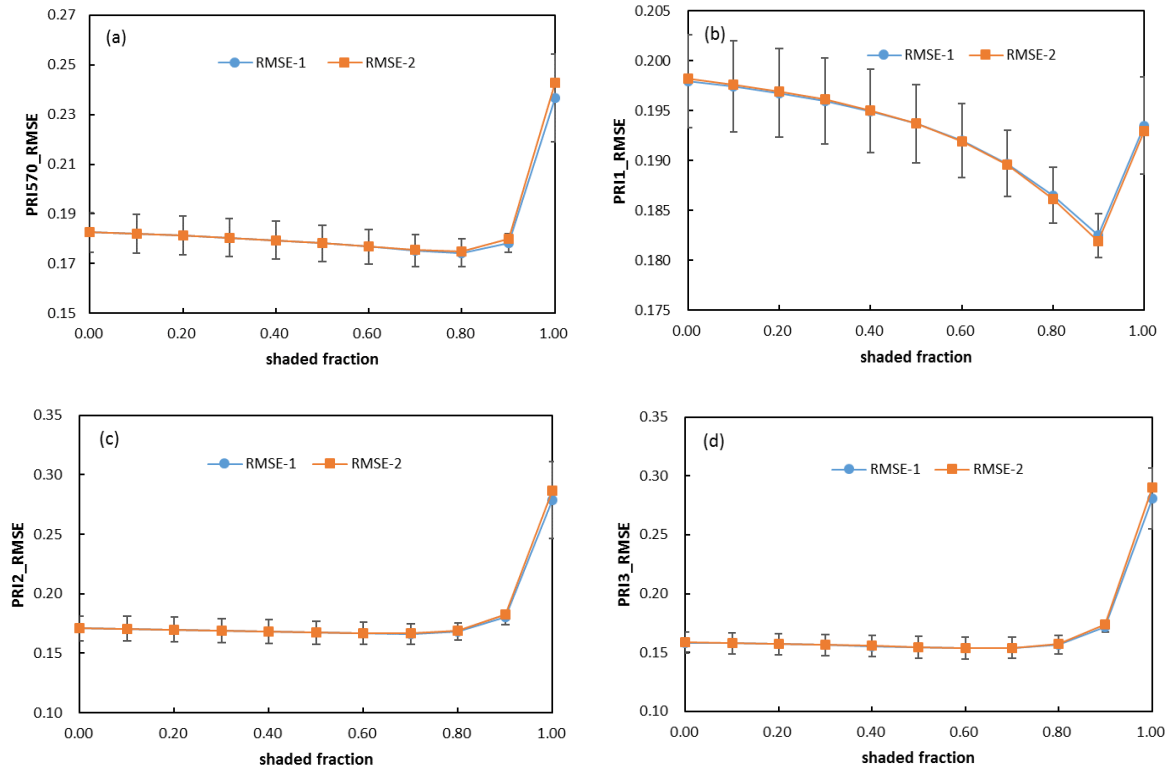 (a)
RMSE-1 RMSE-2
PRI570_RMSE
0.27
0.25
0.23
0.21
0.19
0.17
0.15
0.00 0.20 0.40 0.60 0.80 1.00
shaded fraction
(b)
RMSE-1 RMSE-2
PRI1_RMSE
0.205
0.200
0.195
0.190
0.185
0.180
0.175
0.00 0.20 0.40 0.60 0.80 1.00
shaded fraction
(c)
RMSE-1 RMSE-2
PRI2_RMSE
0.35
0.30
0.25
0.20
0.15
0.10
0.00 0.20 0.40 0.60 0.80 1.00
shaded fraction
(d)
RMSE-1 RMSE-2
PRI3_RMSE
0.35
0.30
0.25
0.20
0.15
0.10
0.00 0.20 0.40 0.60 0.80 1.00
shaded fraction